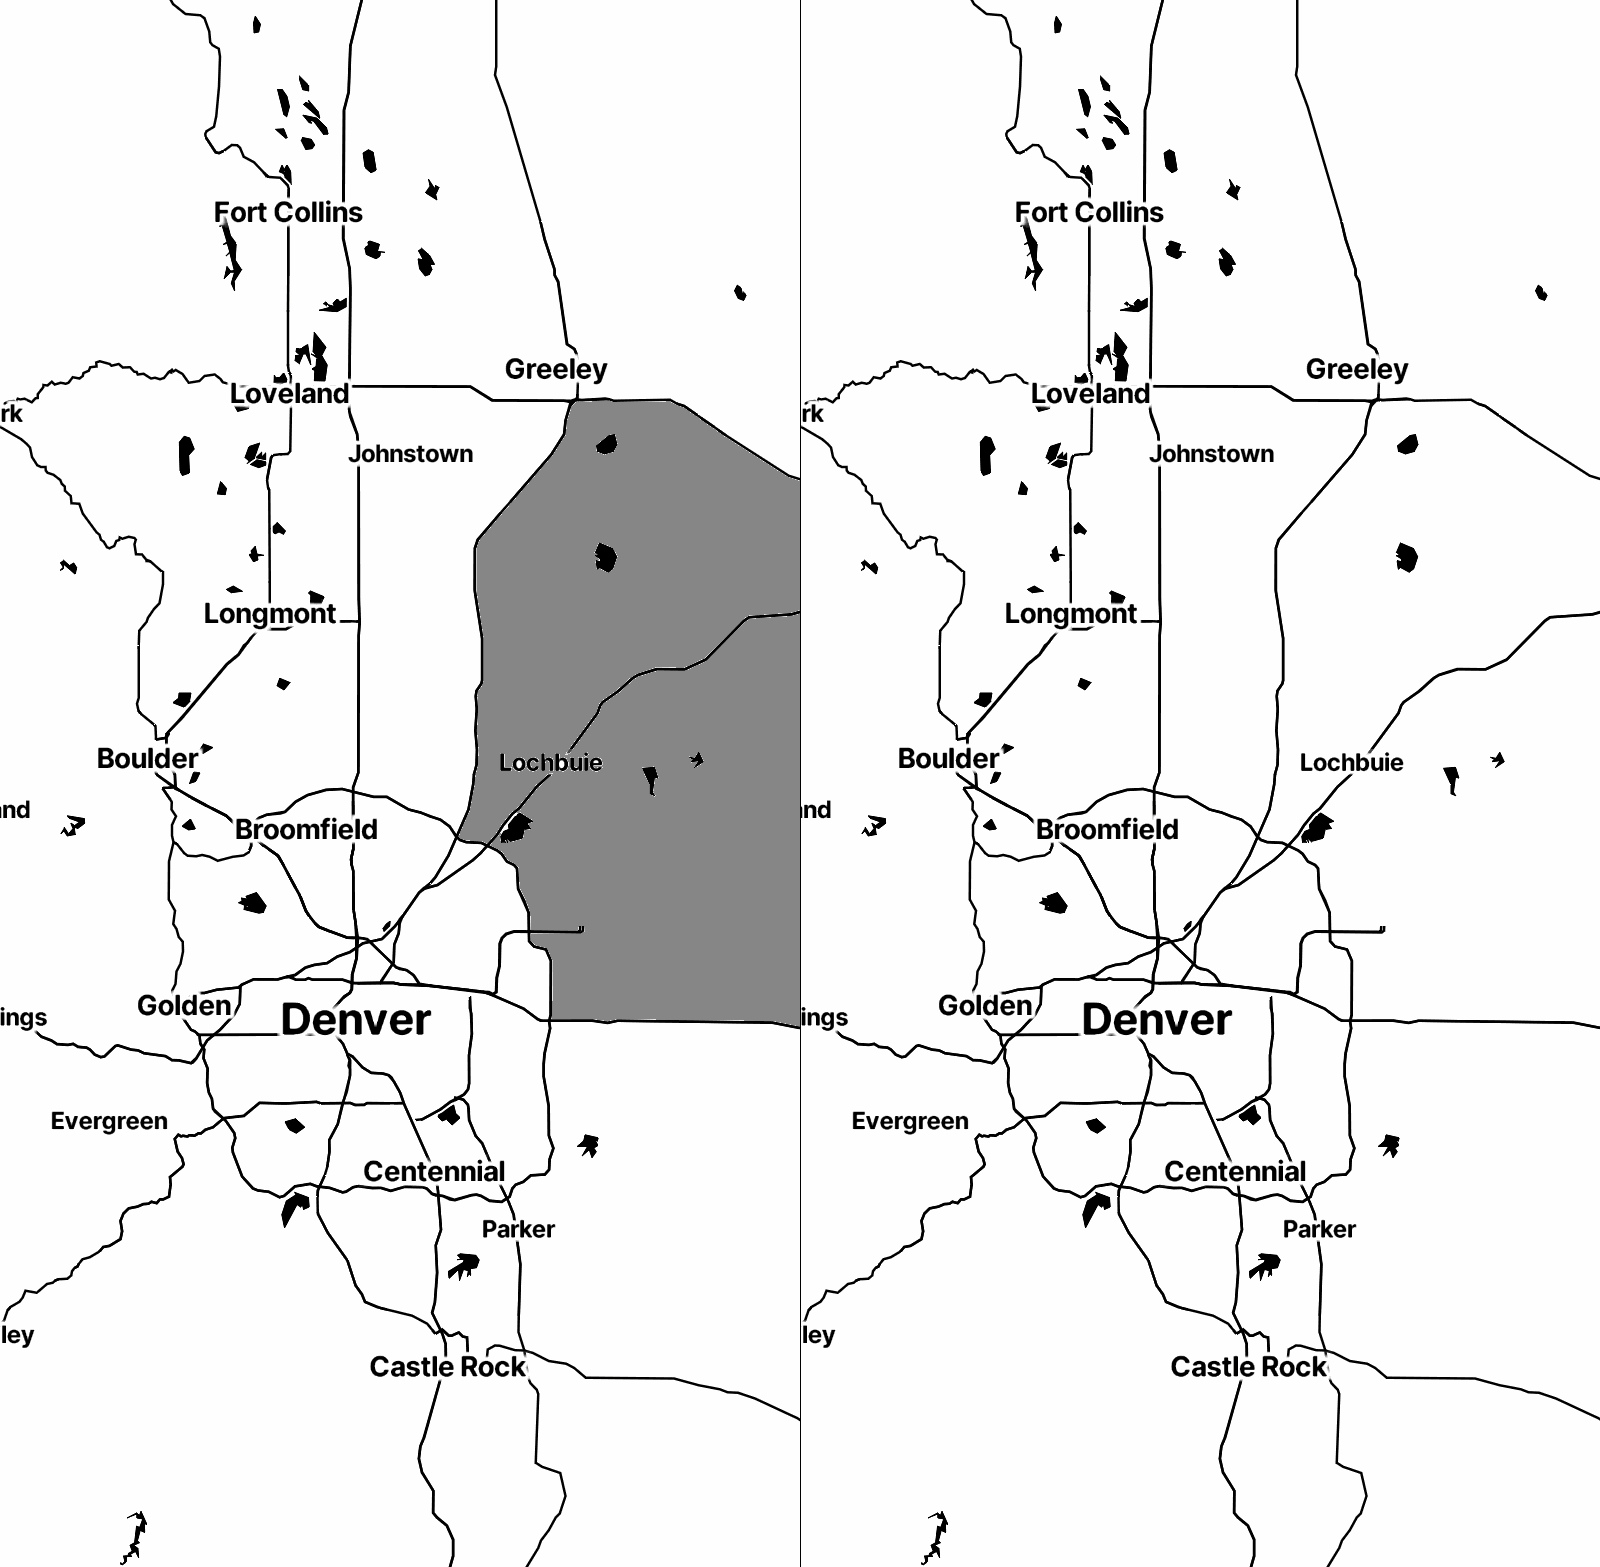 Fort Collins
Greeley
Loveland
rk
Johnstown
Longmont
Boulder
Lochbuie
nd
Broomfield
Golden
Denver
ings
Evergreen
Centennial
Parker
ley
Castle Rock
Fort Collins
Greeley
Loveland
rk
Johnstown
Longmont
Boulder
Lochbuie
nd
Broomfield
Golden
Denver
ings
Evergreen
Centennial
Parker
ley
Castle Rock